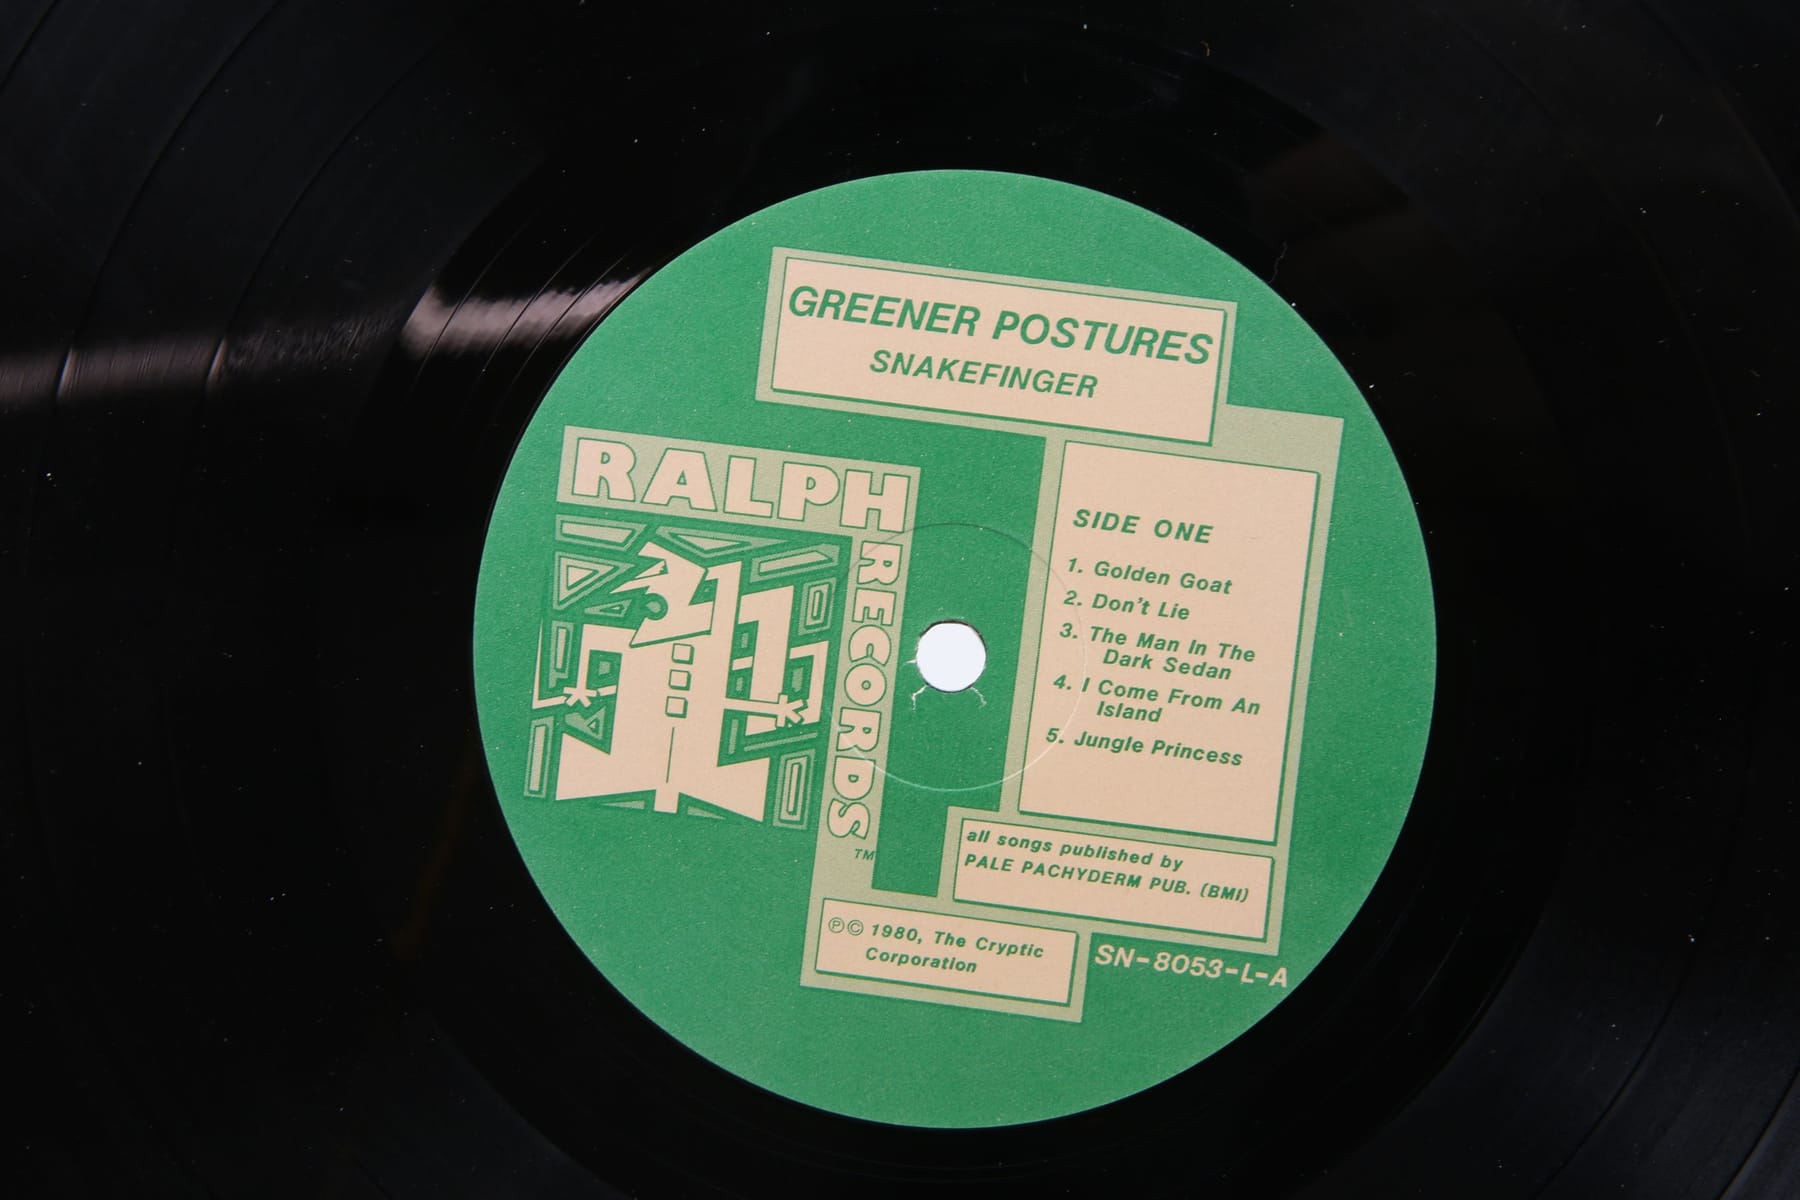 GREENER POSTURES
SNAKEFINGER
RALPH
RECORDS
TM
SIDE ONE
1. Golden Goat
2. Don't Lie
3. The Man In The
Dark Sedan
4. I Come From An
Island
5. Jungle Princess
all songs published by
PALE PACHYDERM PUB. (BMI)
℗© 1980, The Cryptic
Corporation
SN-8053-L-A